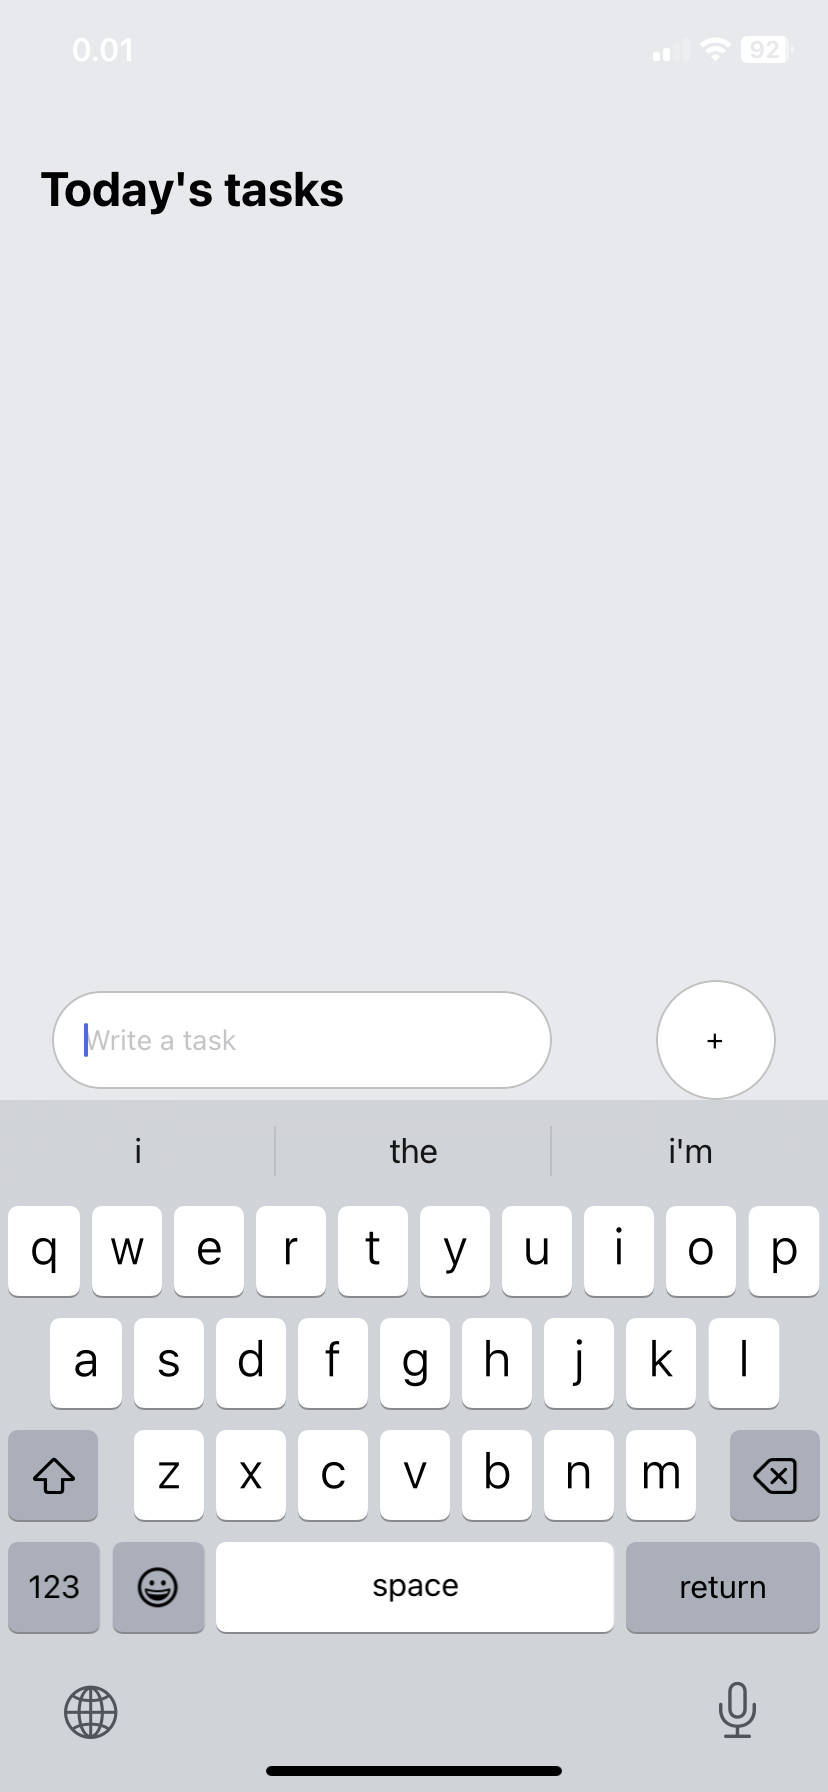 0.01 92
Today's tasks
Write a task +
i the i'm
q w e r t y u i o p
a s d f g h j k l
z x c v b n m
123 space return